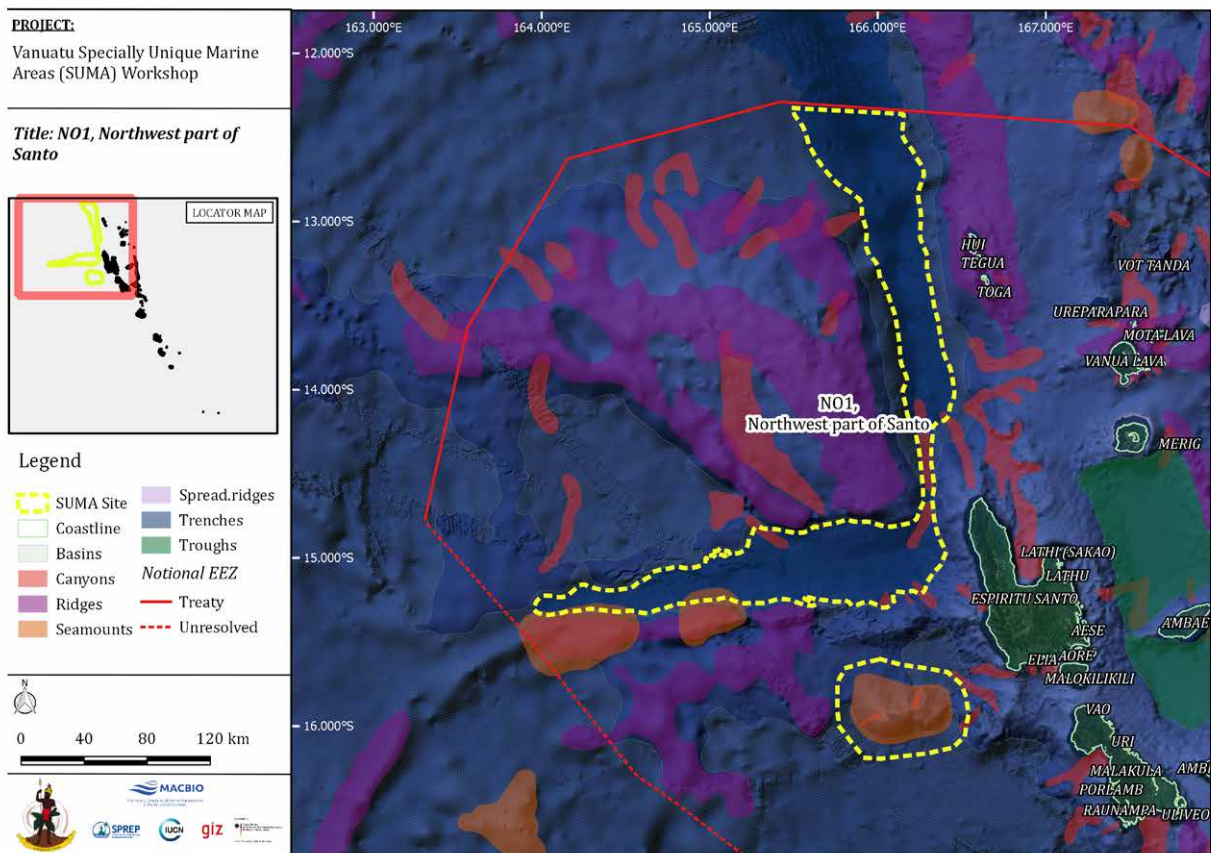 PROJECT:
Vanuatu Specially Unique Marine
Areas (SUMA) Workshop
Title: NO1, Northwest part of
Santo
LOCATOR MAP
Legend
SUMA Site
Coastline
Basins
Canyons
Ridges
Seamounts
Spread.ridges
Trenches
Troughs
Notional EEZ
Treaty
Unresolved
N
0 40 80 120 km
MACBIO
SPREP
IUCN
giz
163.000°E 164.000°E 165.000°E 166.000°E 167.000°E
12.000°S
13.000°S
14.000°S
15.000°S
16.000°S
HUI
TEGUA
TOGA
VOT TANDA
UREPARAPARA
MOTA LAVA
VANUA LAVA
NO1,
Northwest part of Santo
MERIG
LATHI (SAKAO)
LATHU
ESPIRITU SANTO
AESE
AMBAE
ELIA
AORE
MALOKILIKILI
VAO
URI
MALAKULA
AMB
PORLAMB
RAUNAMPA
ULIVEO